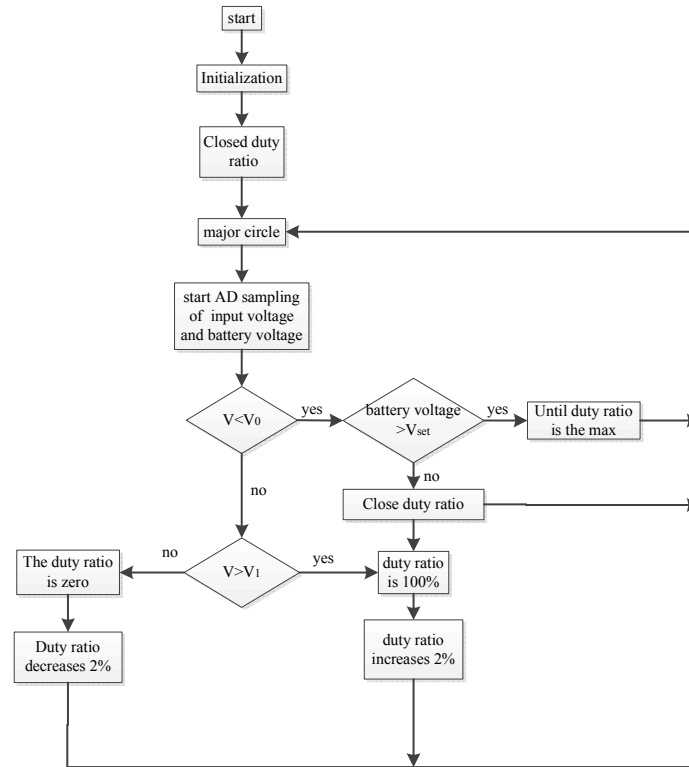 start
Initialization
Closed duty
ratio
major circle
start AD sampling
of input voltage
and battery voltage
V<V0
yes
battery voltage
>Vset
yes
Until duty ratio
is the max
no
no
Close duty ratio
V>V1
no
yes
The duty ratio
is zero
duty ratio
is 100%
Duty ratio
decreases 2%
duty ratio
increases 2%